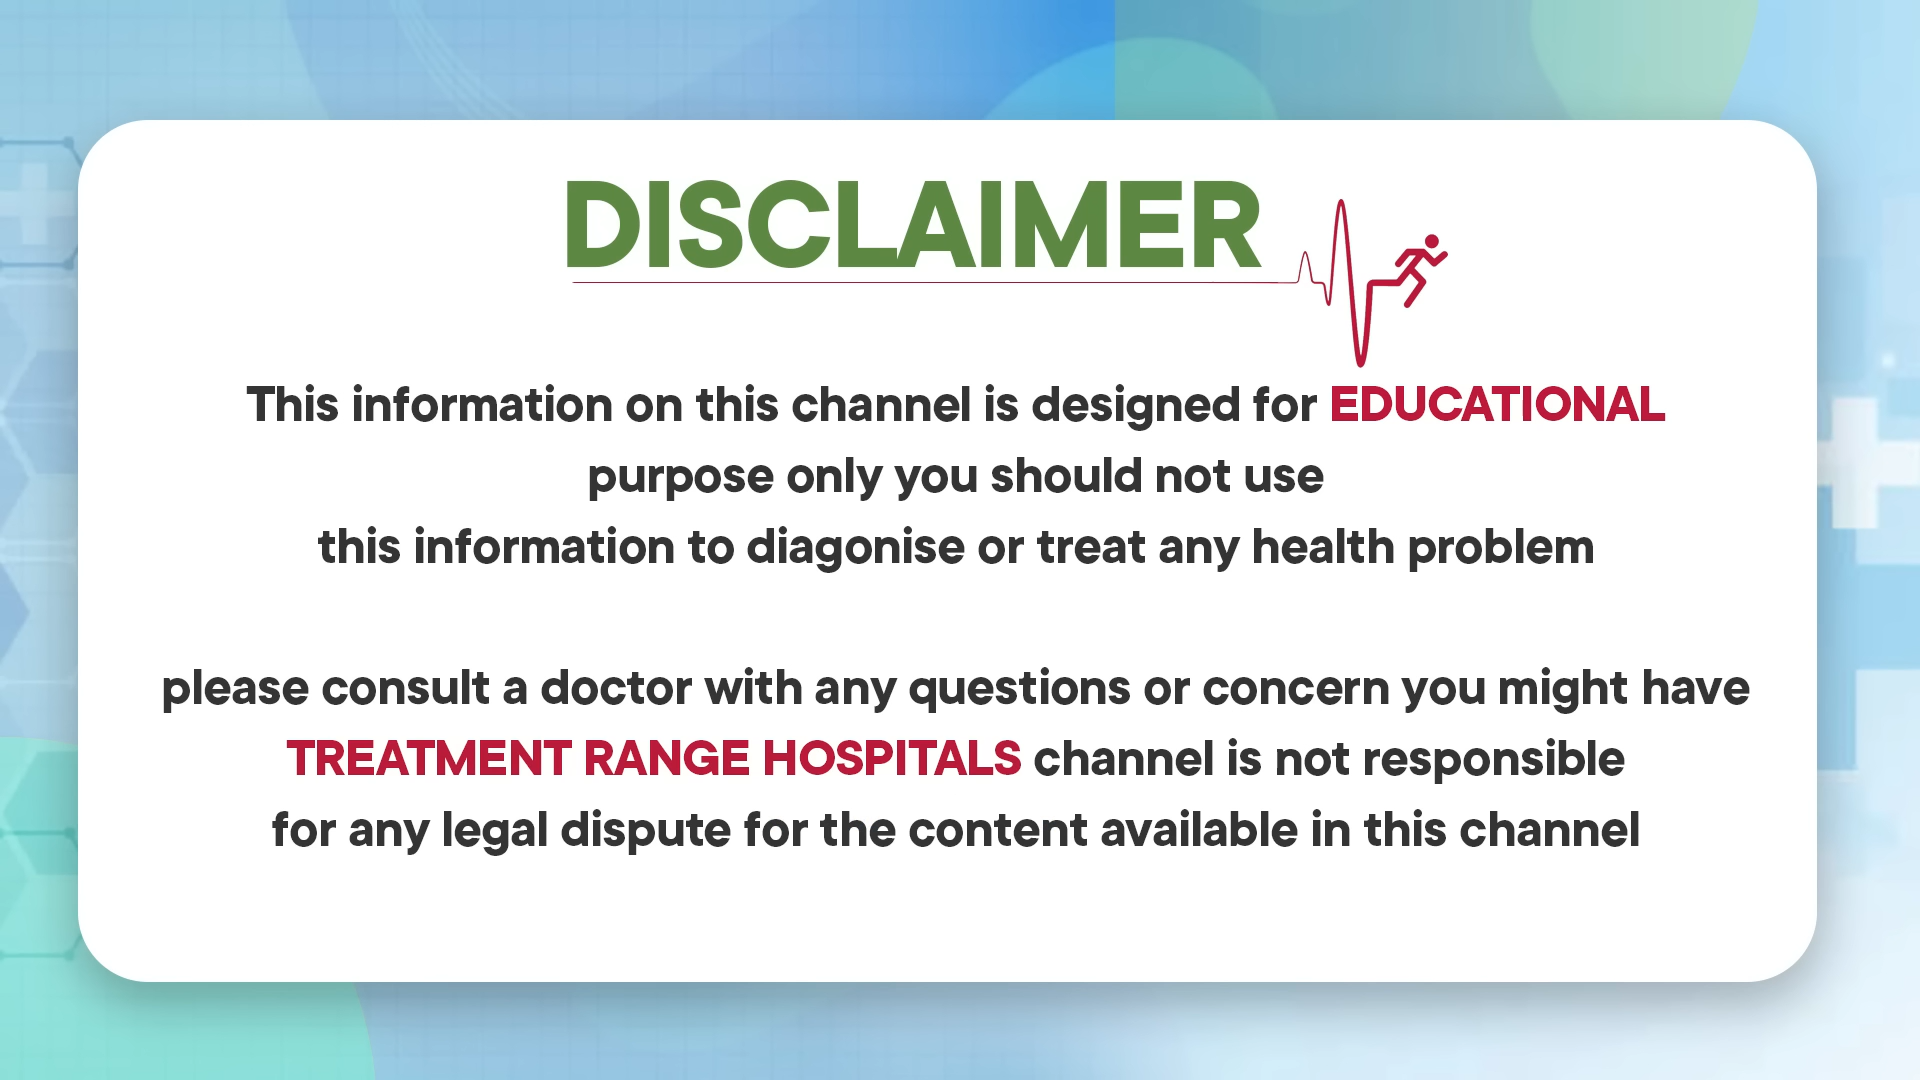 DISCLAIMER
This information on this channel is designed for EDUCATIONAL
purpose only you should not use
this information to diagonise or treat any health problem
please consult a doctor with any questions or concern you might have
TREATMENT RANGE HOSPITALS channel is not responsible
for any legal dispute for the content available in this channel